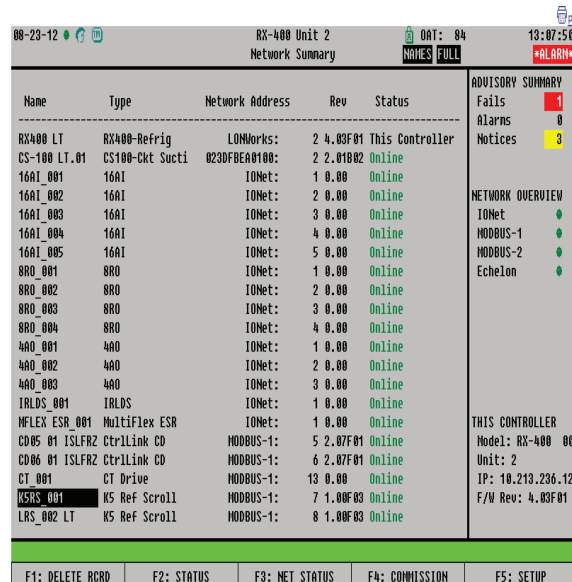 08-23-12 RX-400 Unit 2 OAT: 84 13:07:56
Network Summary NAMES FULL *ALARM*
ADVISORY SUMMARY
Name Type Network Address Rev Status Fails 1
Alarms 0
RX400 LT RX400-Refrig LONWorks: 2 4.03F01 This Controller Notices 3
CS-100 LT.01 CS100-Ckt Sucti 023DFBEA0100: 2 2.01B02 Online
16AI_001 16AI IONet: 1 0.00 Online
16AI_002 16AI IONet: 2 0.00 Online NETWORK OVERVIEW
16AI_003 16AI IONet: 3 0.00 Online IONet
16AI_004 16AI IONet: 4 0.00 Online MODBUS-1
16AI_005 16AI IONet: 5 0.00 Online MODBUS-2
8RO_001 8RO IONet: 1 0.00 Online Echelon
8RO_002 8RO IONet: 2 0.00 Online
8RO_003 8RO IONet: 3 0.00 Online
8RO_004 8RO IONet: 4 0.00 Online
4AO_001 4AO IONet: 1 0.00 Online
4AO_002 4AO IONet: 2 0.00 Online
4AO_003 4AO IONet: 3 0.00 Online
IRLDS_001 IRLDS IONet: 1 0.00 Online
MFLEX ESR_001 MultiFlex ESR IONet: 1 0.00 Online THIS CONTROLLER
CD05 01 ISLFRZ CtrlLink CD MODBUS-1: 5 2.07F01 Online Model: RX-400 00
CD06 01 ISLFRZ CtrlLink CD MODBUS-1: 6 2.07F01 Online Unit: 2
CT_001 CT Drive MODBUS-1: 13 0.00 Online IP: 10.213.236.12
K5RS_001 K5 Ref Scroll MODBUS-1: 7 1.00F03 Online F/W Rev: 4.03F01
LRS_002 LT K5 Ref Scroll MODBUS-1: 8 1.00F03 Online
F1: DELETE RCRD F2: STATUS F3: NET STATUS F4: COMMISSION F5: SETUP